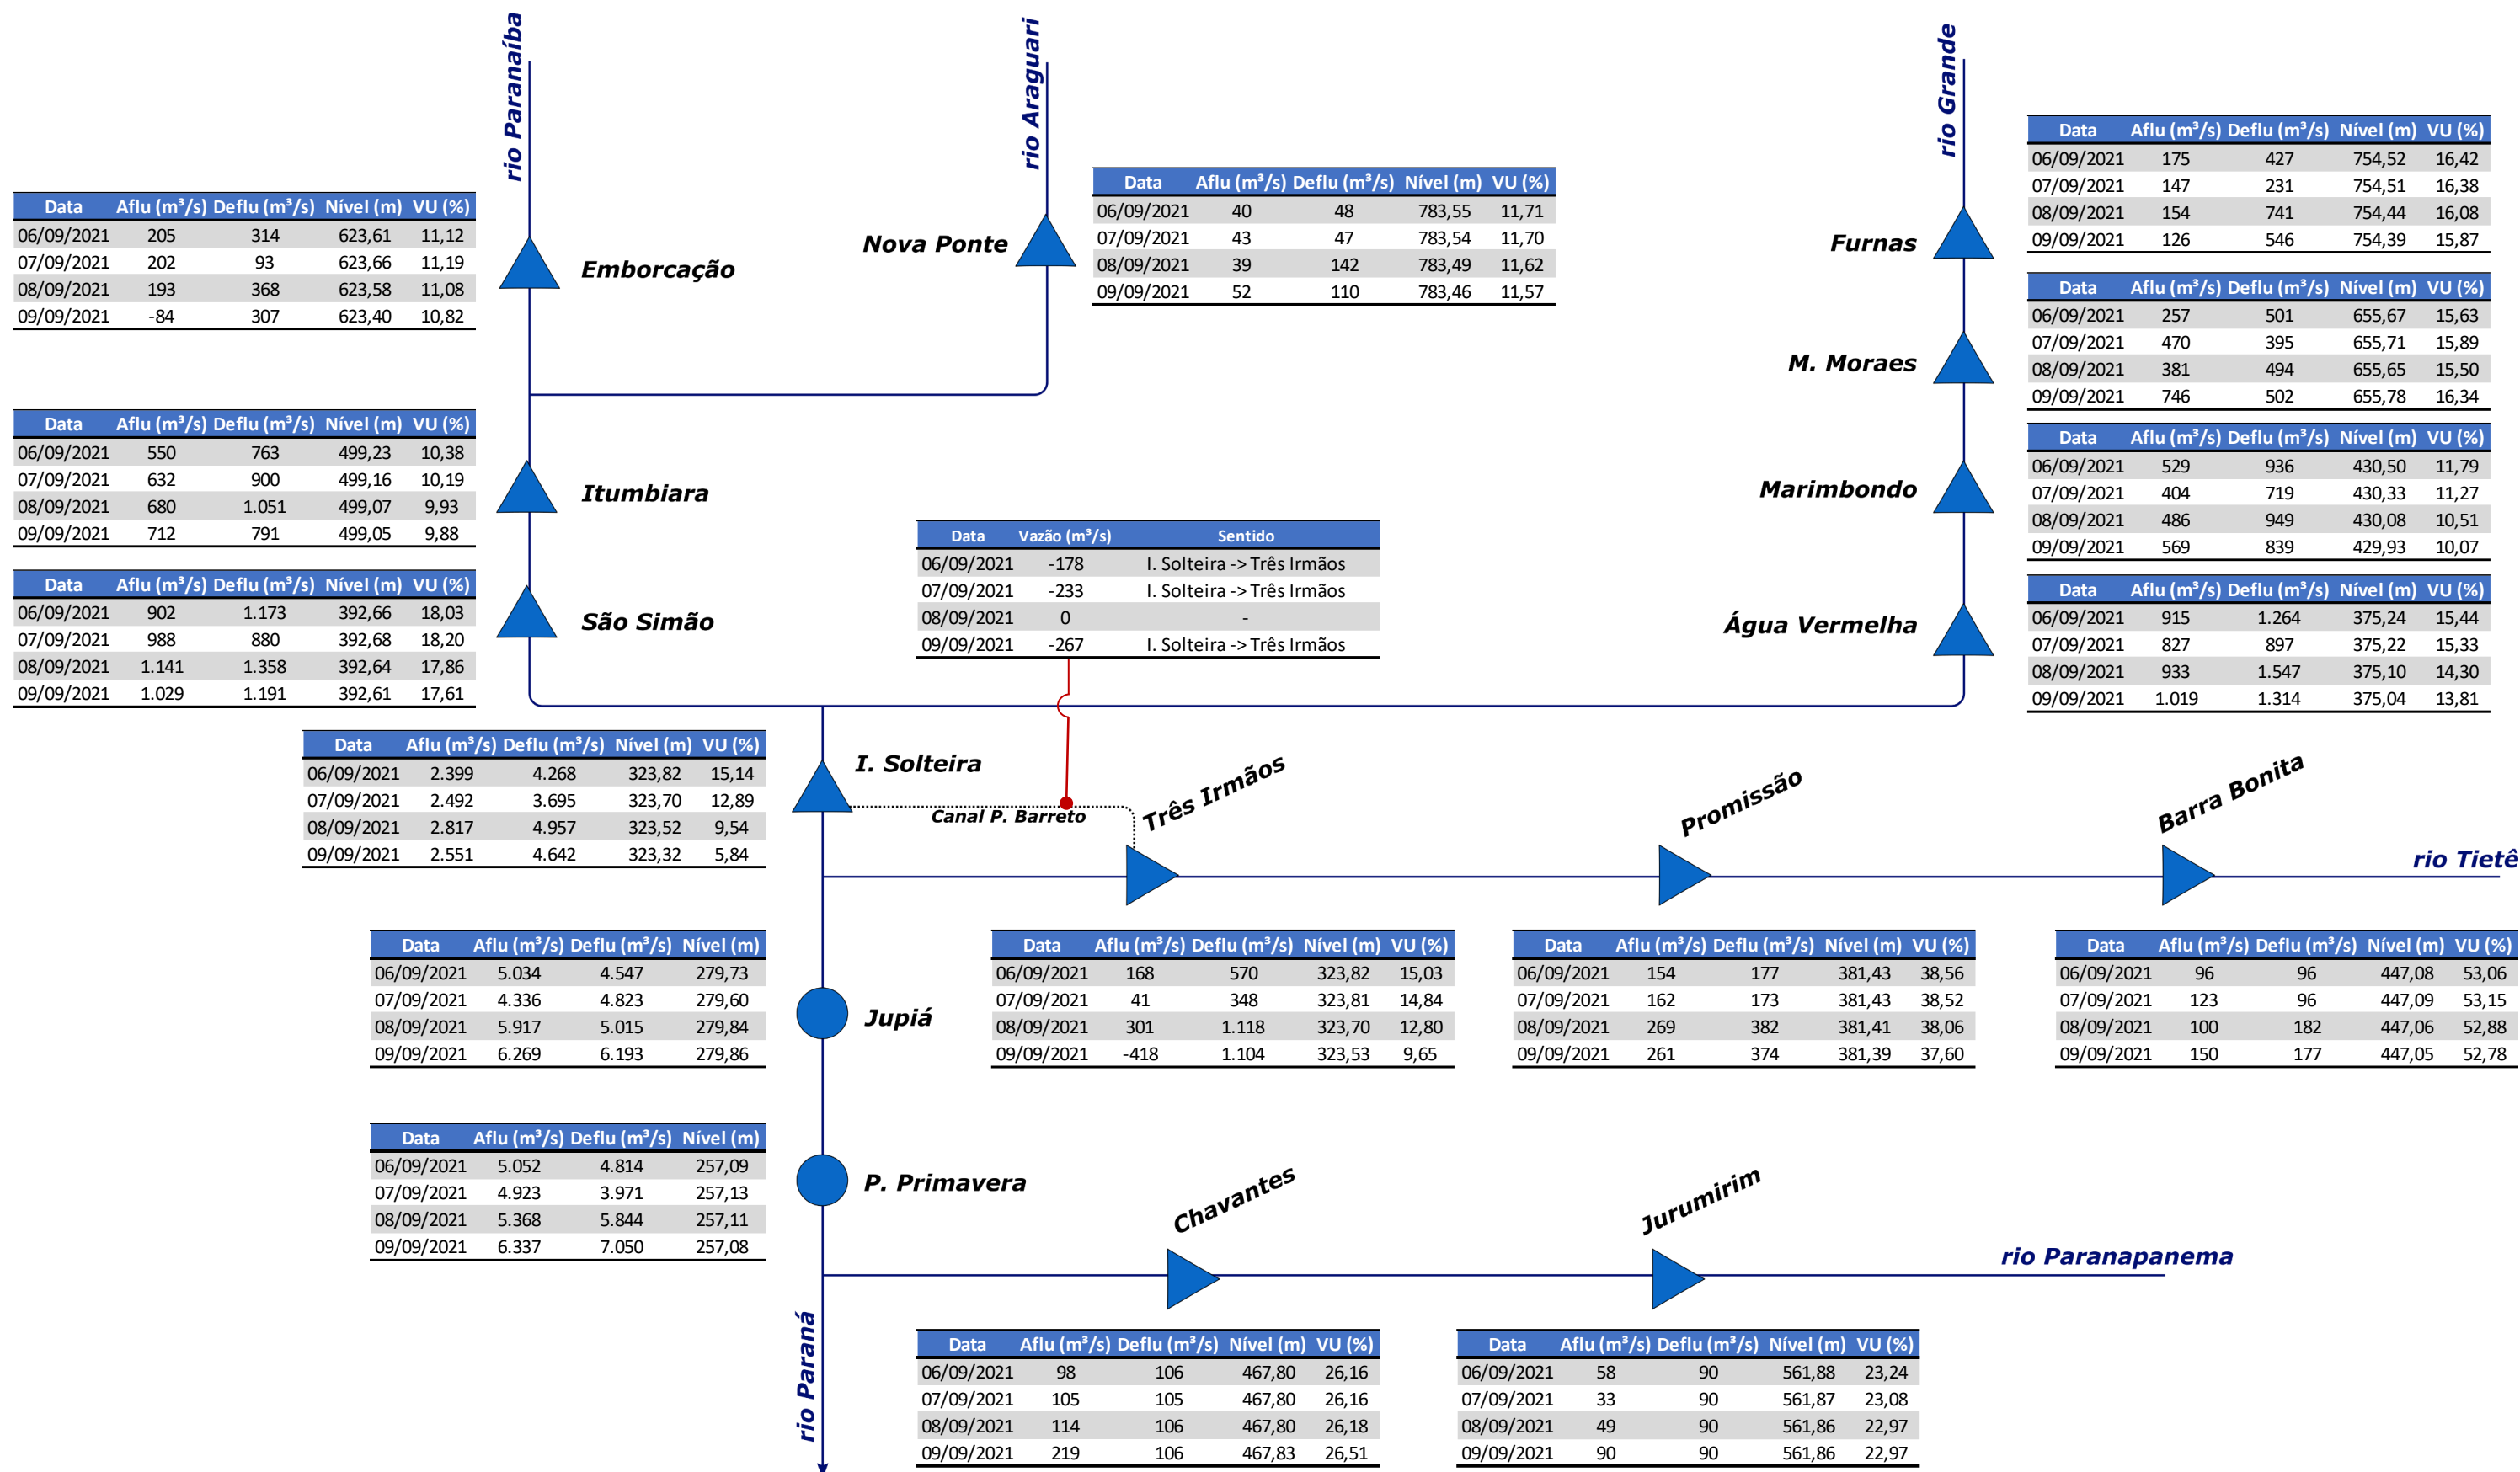 rio Paranaíba
rio Araguari
rio Grande
Data Aflu (m³/s) Deflu (m³/s) Nível (m) VU (%)
06/09/2021 205 314 623,61 11,12
07/09/2021 202 93 623,66 11,19
08/09/2021 193 368 623,58 11,08
09/09/2021 -84 307 623,40 10,82
Emborcação
Nova Ponte
Data Aflu (m³/s) Deflu (m³/s) Nível (m) VU (%)
06/09/2021 40 48 783,55 11,71
07/09/2021 43 47 783,54 11,70
08/09/2021 39 142 783,49 11,62
09/09/2021 52 110 783,46 11,57
Furnas
Data Aflu (m³/s) Deflu (m³/s) Nível (m) VU (%)
06/09/2021 175 427 754,52 16,42
07/09/2021 147 231 754,51 16,38
08/09/2021 154 741 754,44 16,08
09/09/2021 126 546 754,39 15,87
M. Moraes
Data Aflu (m³/s) Deflu (m³/s) Nível (m) VU (%)
06/09/2021 257 501 655,67 15,63
07/09/2021 470 395 655,71 15,89
08/09/2021 381 494 655,65 15,50
09/09/2021 746 502 655,78 16,34
Data Aflu (m³/s) Deflu (m³/s) Nível (m) VU (%)
06/09/2021 550 763 499,23 10,38
07/09/2021 632 900 499,16 10,19
08/09/2021 680 1.051 499,07 9,93
09/09/2021 712 791 499,05 9,88
Itumbiara
Marimbondo
Data Aflu (m³/s) Deflu (m³/s) Nível (m) VU (%)
06/09/2021 529 936 430,50 11,79
07/09/2021 404 719 430,33 11,27
08/09/2021 486 949 430,08 10,51
09/09/2021 569 839 429,93 10,07
Data Aflu (m³/s) Deflu (m³/s) Nível (m) VU (%)
06/09/2021 902 1.173 392,66 18,03
07/09/2021 988 880 392,68 18,20
08/09/2021 1.141 1.358 392,64 17,86
09/09/2021 1.029 1.191 392,61 17,61
São Simão
Data Vazão (m³/s) Sentido
06/09/2021 -178 I. Solteira -> Três Irmãos
07/09/2021 -233 I. Solteira -> Três Irmãos
08/09/2021 0 -
09/09/2021 -267 I. Solteira -> Três Irmãos
Água Vermelha
Data Aflu (m³/s) Deflu (m³/s) Nível (m) VU (%)
06/09/2021 915 1.264 375,24 15,44
07/09/2021 827 897 375,22 15,33
08/09/2021 933 1.547 375,10 14,30
09/09/2021 1.019 1.314 375,04 13,81
Data Aflu (m³/s) Deflu (m³/s) Nível (m) VU (%)
06/09/2021 2.399 4.268 323,82 15,14
07/09/2021 2.492 3.695 323,70 12,89
08/09/2021 2.817 4.957 323,52 9,54
09/09/2021 2.551 4.642 323,32 5,84
I. Solteira
Canal P. Barreto
Três Irmãos
Promissão
Barra Bonita
rio Tietê
Data Aflu (m³/s) Deflu (m³/s) Nível (m)
06/09/2021 5.034 4.547 279,73
07/09/2021 4.336 4.823 279,60
08/09/2021 5.917 5.015 279,84
09/09/2021 6.269 6.193 279,86
Jupiá
Data Aflu (m³/s) Deflu (m³/s) Nível (m) VU (%)
06/09/2021 168 570 323,82 15,03
07/09/2021 41 348 323,81 14,84
08/09/2021 301 1.118 323,70 12,80
09/09/2021 -418 1.104 323,53 9,65
Data Aflu (m³/s) Deflu (m³/s) Nível (m) VU (%)
06/09/2021 154 177 381,43 38,56
07/09/2021 162 173 381,43 38,52
08/09/2021 269 382 381,41 38,06
09/09/2021 261 374 381,39 37,60
Data Aflu (m³/s) Deflu (m³/s) Nível (m) VU (%)
06/09/2021 96 96 447,08 53,06
07/09/2021 123 96 447,09 53,15
08/09/2021 100 182 447,06 52,88
09/09/2021 150 177 447,05 52,78
Data Aflu (m³/s) Deflu (m³/s) Nível (m)
06/09/2021 5.052 4.814 257,09
07/09/2021 4.923 3.971 257,13
08/09/2021 5.368 5.844 257,11
09/09/2021 6.337 7.050 257,08
P. Primavera
Chavantes
Jurumirim
rio Paranapanema
rio Paraná
Data Aflu (m³/s) Deflu (m³/s) Nível (m) VU (%)
06/09/2021 98 106 467,80 26,16
07/09/2021 105 105 467,80 26,16
08/09/2021 114 106 467,80 26,18
09/09/2021 219 106 467,83 26,51
Data Aflu (m³/s) Deflu (m³/s) Nível (m) VU (%)
06/09/2021 58 90 561,88 23,24
07/09/2021 33 90 561,87 23,08
08/09/2021 49 90 561,86 22,97
09/09/2021 90 90 561,86 22,97